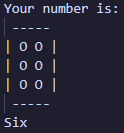 Your number is:
 -----
| O O |
| O O |
| O O |
 -----
Six